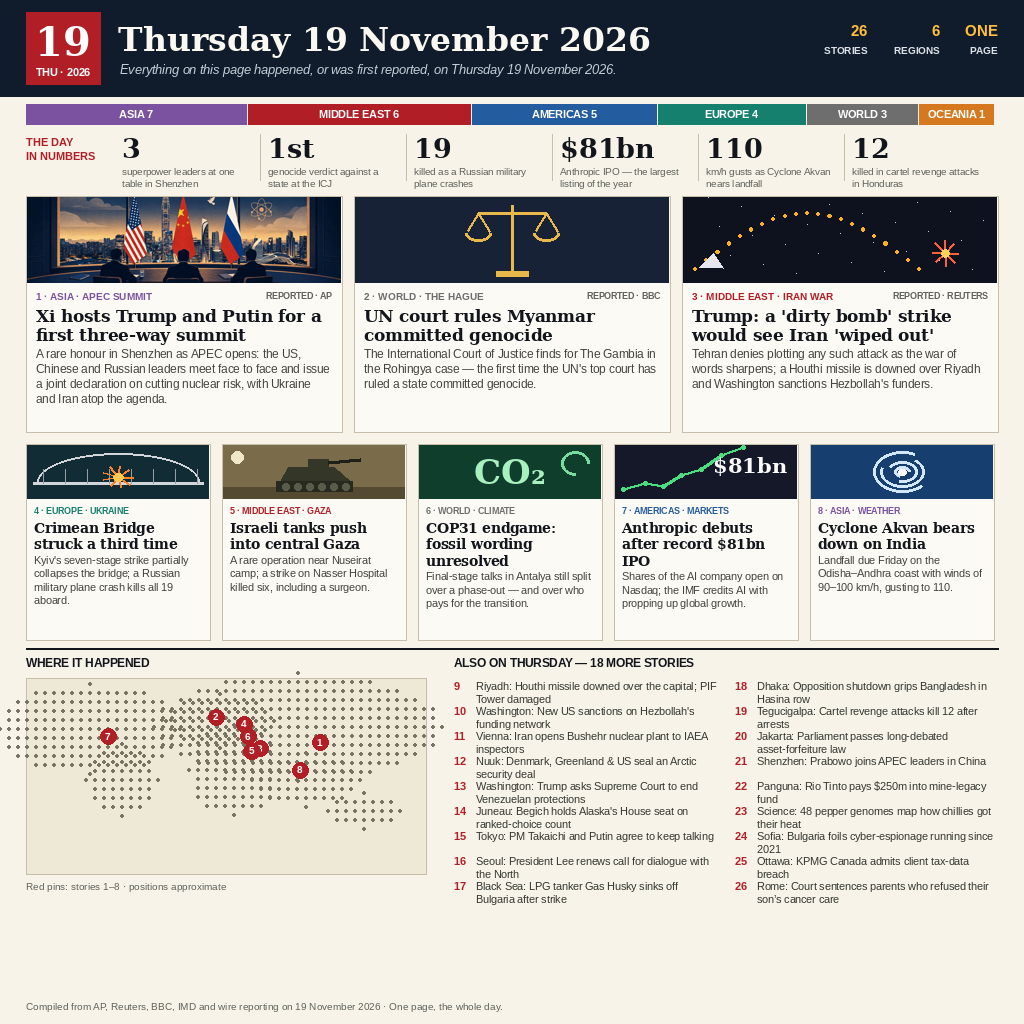 19
THU · 2026
Thursday 19 November 2026
Everything on this page happened, or was first reported, on Thursday 19 November 2026.
26
STORIES
6
REGIONS
ONE
PAGE
ASIA 7
MIDDLE EAST 6
AMERICAS 5
EUROPE 4
WORLD 3
OCEANIA 1
THE DAY
IN NUMBERS
3
superpower leaders at one
table in Shenzhen
1st
genocide verdict against a
state at the ICJ
19
killed as a Russian military
plane crashes
$81bn
Anthropic IPO — the largest
listing of the year
110
km/h gusts as Cyclone Akvan
nears landfall
12
killed in cartel revenge attacks
in Honduras
1 · ASIA · APEC SUMMIT
REPORTED · AP
Xi hosts Trump and Putin for a
first three-way summit
A rare honour in Shenzhen as APEC opens: the US,
Chinese and Russian leaders meet face to face and issue
a joint declaration on cutting nuclear risk, with Ukraine
and Iran atop the agenda.
2 · WORLD · THE HAGUE
REPORTED · BBC
UN court rules Myanmar
committed genocide
The International Court of Justice finds for The Gambia in
the Rohingya case — the first time the UN's top court has
ruled a state committed genocide.
3 · MIDDLE EAST · IRAN WAR
REPORTED · REUTERS
Trump: a 'dirty bomb' strike
would see Iran 'wiped out'
Tehran denies plotting any such attack as the war of
words sharpens; a Houthi missile is downed over Riyadh
and Washington sanctions Hezbollah's funders.
4 · EUROPE · UKRAINE
Crimean Bridge
struck a third time
Kyiv's seven-stage strike partially
collapses the bridge; a Russian
military plane crash kills all 19
aboard.
5 · MIDDLE EAST · GAZA
Israeli tanks push
into central Gaza
A rare operation near Nuseirat
camp; a strike on Nasser Hospital
killed six, including a surgeon.
CO₂
6 · WORLD · CLIMATE
COP31 endgame:
fossil wording
unresolved
Final-stage talks in Antalya still split
over a phase-out — and over who
pays for the transition.
$81bn
7 · AMERICAS · MARKETS
Anthropic debuts
after record $81bn
IPO
Shares of the AI company open on
Nasdaq; the IMF credits AI with
propping up global growth.
8 · ASIA · WEATHER
Cyclone Akvan bears
down on India
Landfall due Friday on the
Odisha–Andhra coast with winds of
90–100 km/h, gusting to 110.
WHERE IT HAPPENED
2
4
7
6
1
5
3
8
Red pins: stories 1–8 · positions approximate
ALSO ON THURSDAY — 18 MORE STORIES
9 Riyadh: Houthi missile downed over the capital; PIF
Tower damaged
10 Washington: New US sanctions on Hezbollah's
funding network
11 Vienna: Iran opens Bushehr nuclear plant to IAEA
inspectors
12 Nuuk: Denmark, Greenland & US seal an Arctic
security deal
13 Washington: Trump asks Supreme Court to end
Venezuelan protections
14 Juneau: Begich holds Alaska's House seat on
ranked-choice count
15 Tokyo: PM Takaichi and Putin agree to keep talking
16 Seoul: President Lee renews call for dialogue with
the North
17 Black Sea: LPG tanker Gas Husky sinks off
Bulgaria after strike
18 Dhaka: Opposition shutdown grips Bangladesh in
Hasina row
19 Tegucigalpa: Cartel revenge attacks kill 12 after
arrests
20 Jakarta: Parliament passes long-debated
asset-forfeiture law
21 Shenzhen: Prabowo joins APEC leaders in China
22 Panguna: Rio Tinto pays $250m into mine-legacy
fund
23 Science: 48 pepper genomes map how chillies got
their heat
24 Sofia: Bulgaria foils cyber-espionage running since
2021
25 Ottawa: KPMG Canada admits client tax-data
breach
26 Rome: Court sentences parents who refused their
son's cancer care
Compiled from AP, Reuters, BBC, IMD and wire reporting on 19 November 2026 · One page, the whole day.